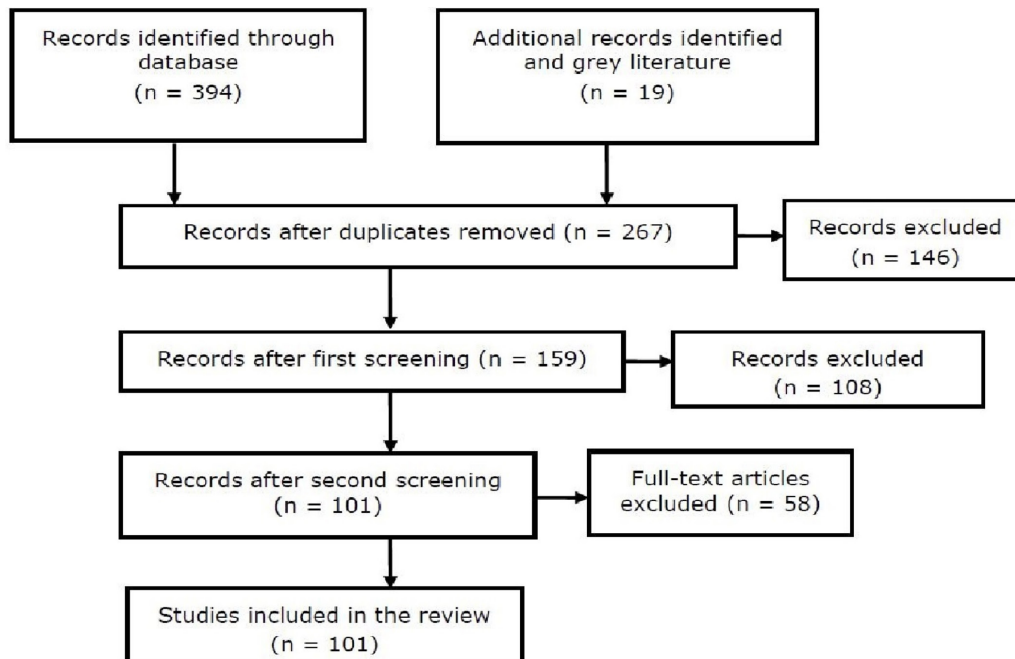 Records identified through
database
(n = 394)
Additional records identified
and grey literature
(n = 19)
Records after duplicates removed (n = 267)
Records excluded
(n = 146)
Records after first screening (n = 159)
Records excluded
(n = 108)
Records after second screening
(n = 101)
Full-text articles
excluded (n = 58)
Studies included in the review
(n = 101)